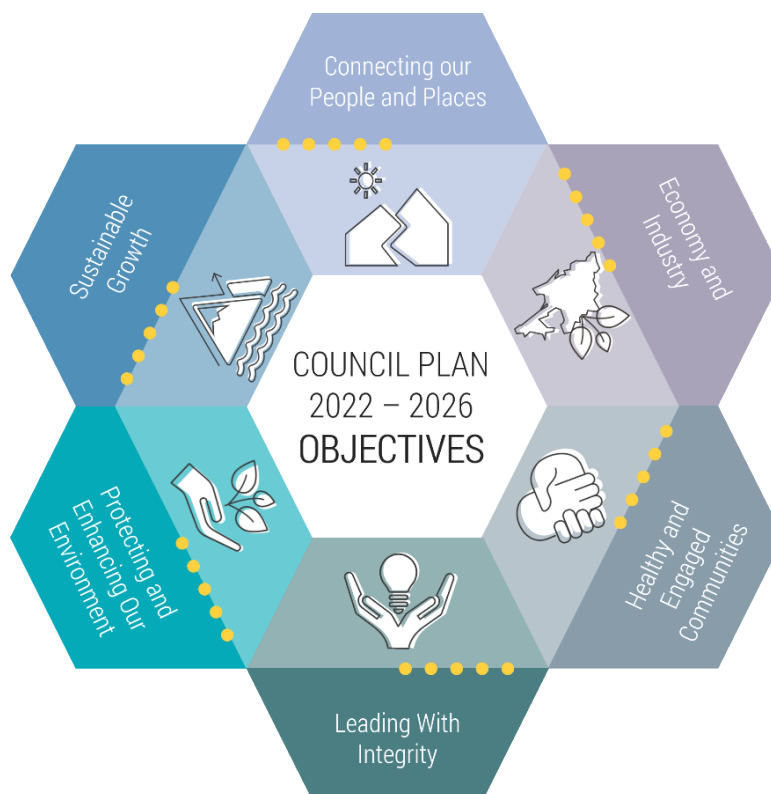 Connecting our
People and Places
Economy and
Industry
Healthy and
Engaged
Communities
Leading With
Integrity
Protecting and
Enhancing Our
Environment
Sustainable
Growth
COUNCIL PLAN
2022 – 2026
OBJECTIVES